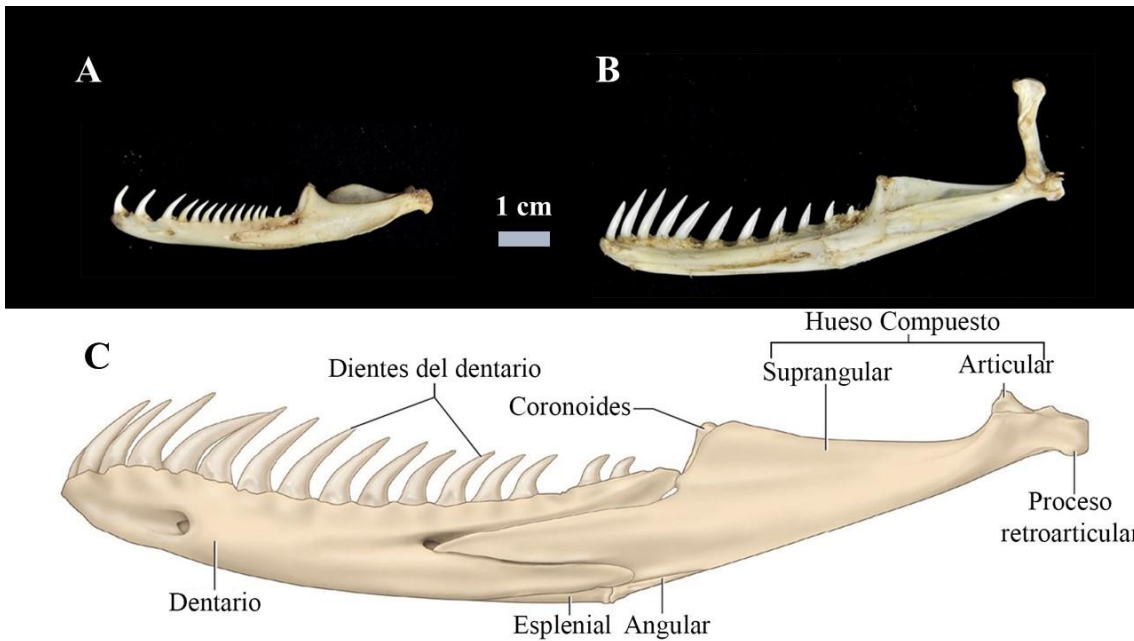 A
B
1 cm
C
Hueso Compuesto
Dientes del dentario
Suprangular
Articular
Coronoides
Proceso
retroarticular
Dentario
Esplenial
Angular